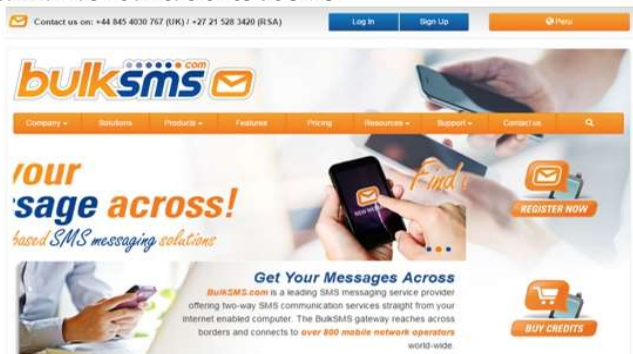 Contact us on: +44 845 4030 767 (UK) / +27 21 528 3420 (RSA)
Log In
Sign Up
Peru
bulksms.com
Company
Solutions
Products
Features
Pricing
Resources
Support
Contact us
your
sage across!
based SMS messaging solutions
Find
REGISTER NOW
Get Your Messages Across
BulkSMS.com is a leading SMS messaging service provider
offering two-way SMS communication services straight from your
Internet enabled computer. The BulkSMS gateway reaches across
borders and connects to over 800 mobile network operators
world-wide.
BUY CREDITS